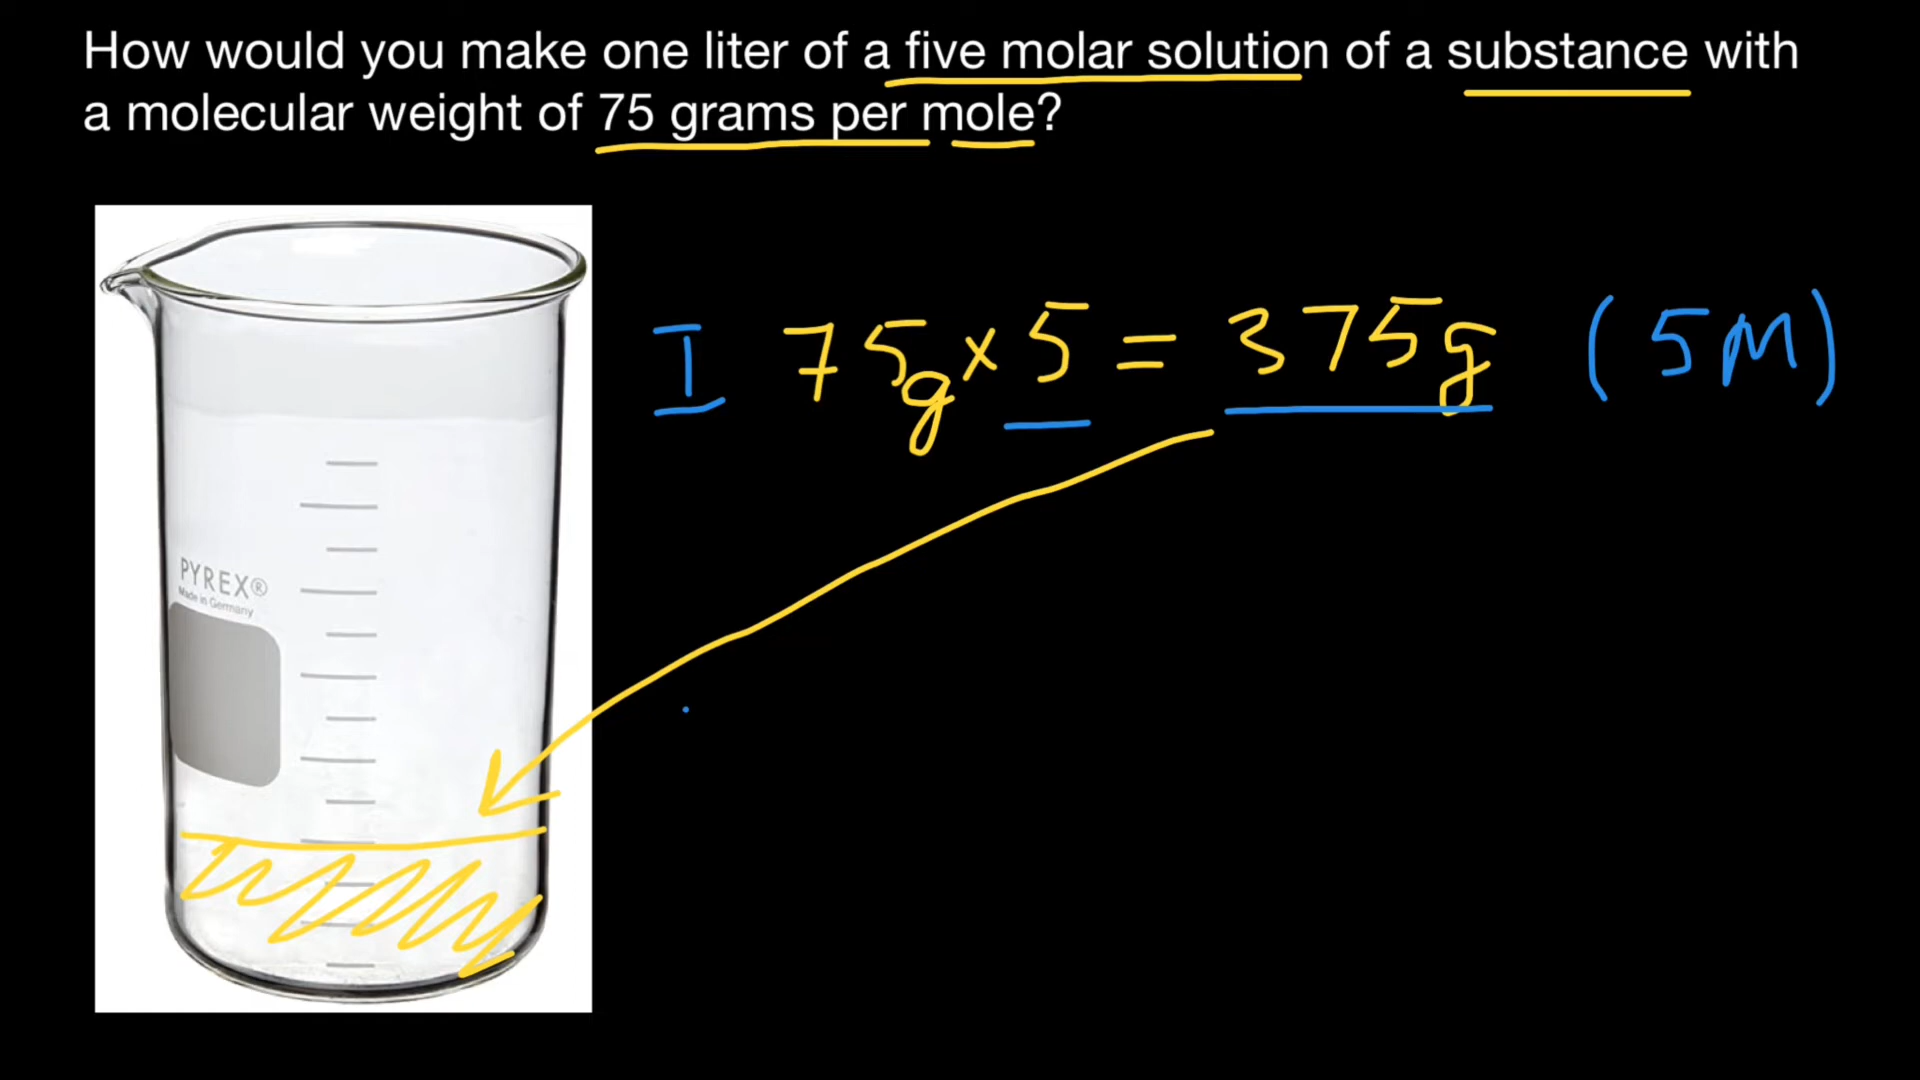 How would you make one liter of a five molar solution of a substance with
a molecular weight of 75 grams per mole?
I 75g x 5 = 375g (5M)
PYREX®
Made in Germany